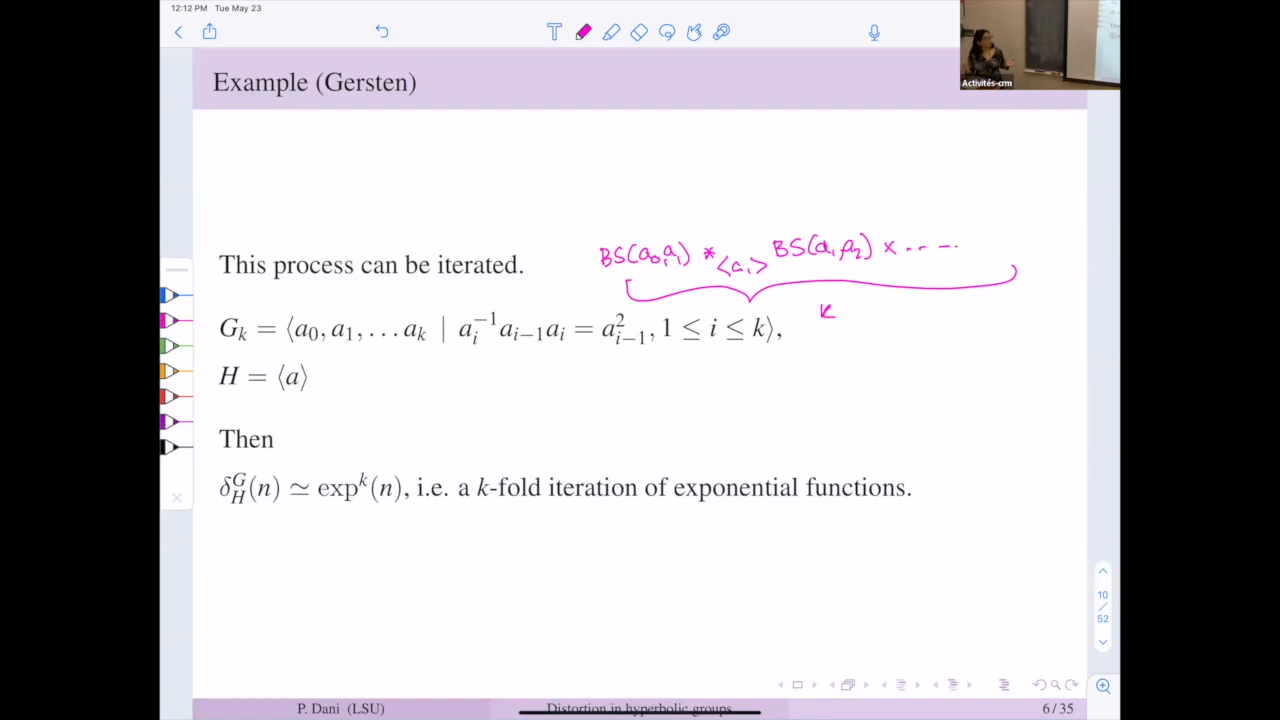 12:12 PM Tue May 23
Activités-crm
Example (Gersten)
BS(a₀,a₁) *⟨a₁⟩ BS(a₁,a₂) * ....
This process can be iterated.
k
Gₖ = ⟨a₀, a₁, … aₖ | aᵢ⁻¹aᵢ₋₁aᵢ = a²ᵢ₋₁, 1 ≤ i ≤ k⟩,
H = ⟨a⟩
Then
δ_H^G(n) ≃ expᵏ(n), i.e. a k-fold iteration of exponential functions.
10
/
52
P. Dani (LSU) Distortion in hyperbolic groups 6 / 35